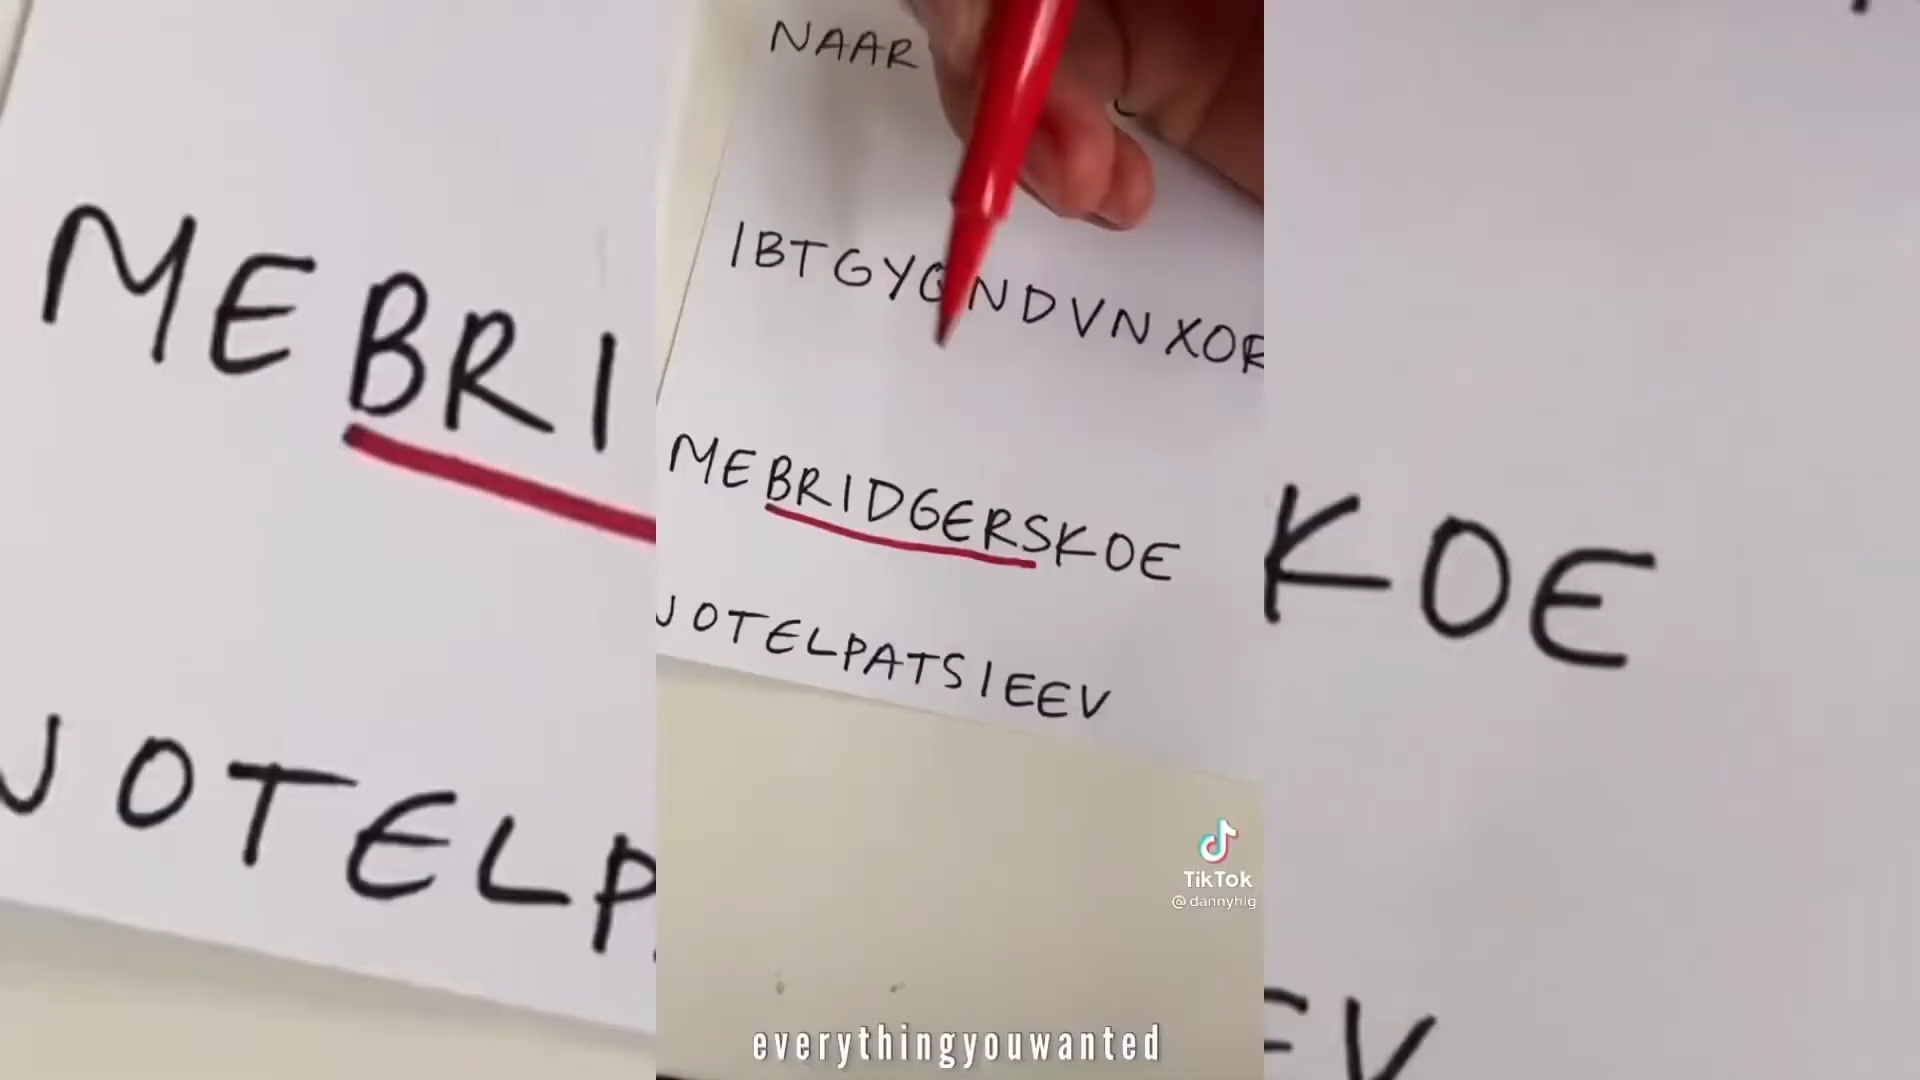 NAAR
IBTGYONDVNXOR
MEBRIDGERSKOE
JOTELPATSIEEV
TikTok
@dannyhig
everythingyouwanted